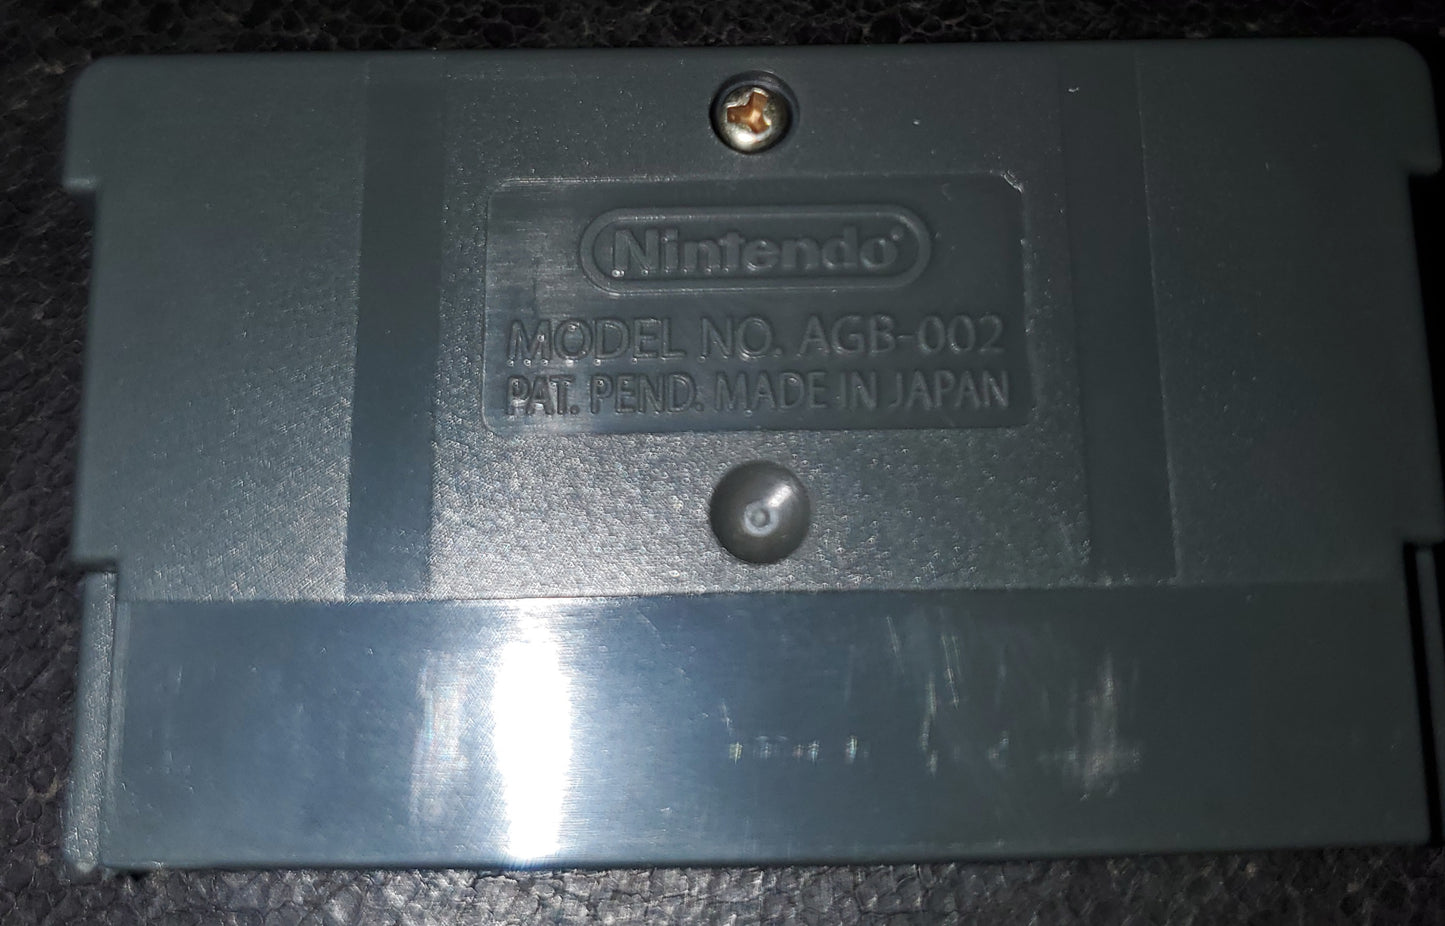 Nintendo
MODEL NO. AGB-002
PAT. PEND. MADE IN JAPAN